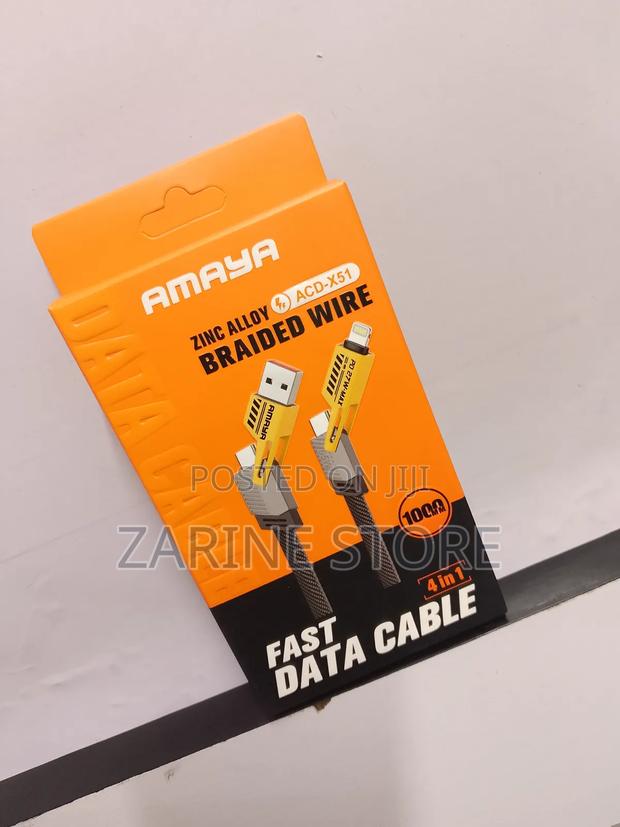 AMAYA
ACD-X51
ZINC ALLOY
BRAIDED WIRE
DATA CABLE
AMAYA
PD 27W-MAX
POSTED ON JIJI
ZARINE STORE
1000MM
4 in 1
FAST
DATA CABLE